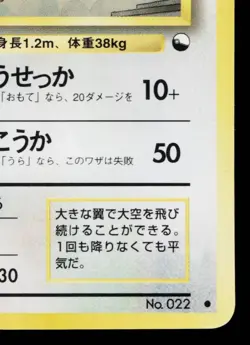 身長1.2m、体重38kg
うせっか 10+
「おもて」なら、20ダメージを
こうか 50
「うら」なら、このワザは失敗
30
大きな翼で大空を飛び
続けることができる。
1回も降りなくても平
気だ。
No. 022 ●